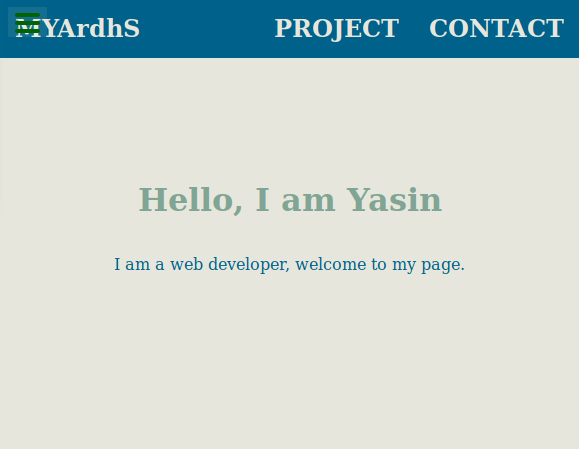 MYArdhS PROJECT CONTACT
Hello, I am Yasin
I am a web developer, welcome to my page.